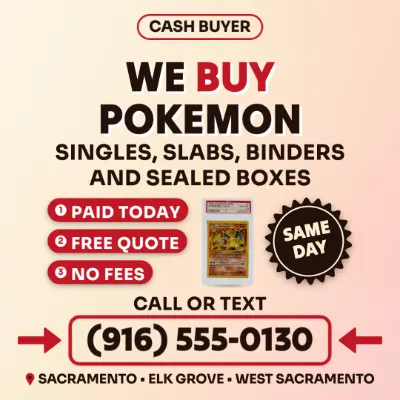 CASH BUYER
WE BUY
POKEMON
SINGLES, SLABS, BINDERS
AND SEALED BOXES
1 PAID TODAY
2 FREE QUOTE
3 NO FEES
SAME
DAY
CALL OR TEXT
(916) 555-0130
SACRAMENTO • ELK GROVE • WEST SACRAMENTO